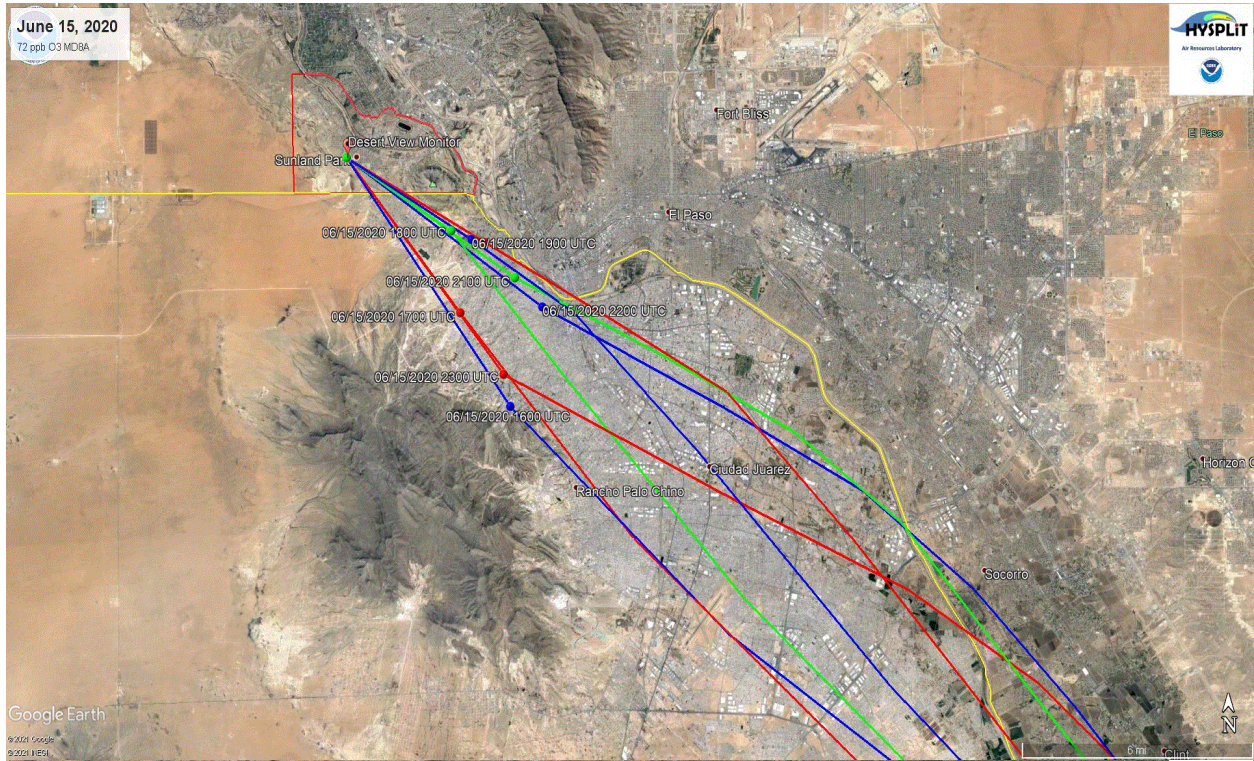 June 15, 2020
72 ppb O3 MD8A
HYSPLIT
Air Resources Laboratory
NOAA
Fort Bliss
El Paso
Desert View Monitor
Sunland Park
El Paso
06/15/2020 1800 UTC
06/15/2020 1900 UTC
06/15/2020 2100 UTC
06/15/2020 2200 UTC
06/15/2020 1700 UTC
06/15/2020 2300 UTC
06/15/2020 1600 UTC
Ciudad Juarez
Horizon C
Rancho Palo Chino
Socorro
Google Earth
N
©2021 Google
©2021 INEGI
6 mi
Clint